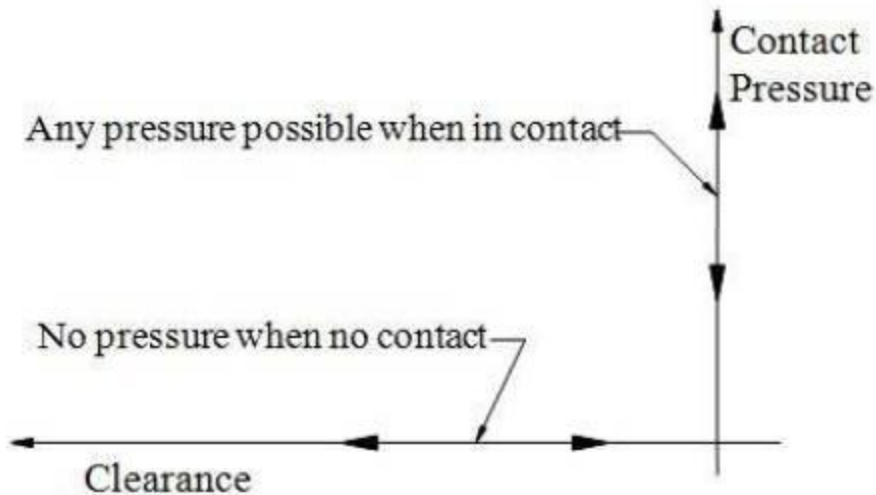 Contact
Pressure
Any pressure possible when in contact
No pressure when no contact
Clearance